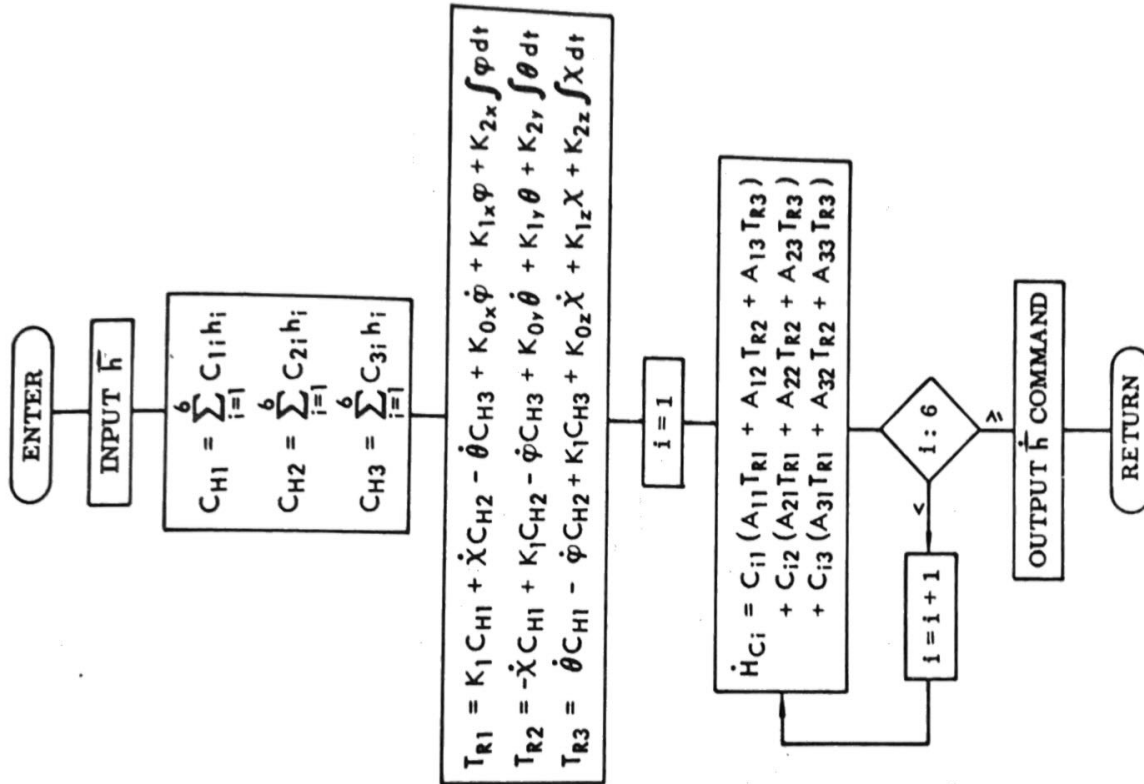 ENTER
INPUT h̄
C_H1 = Σ_{i=1}^{6} C_1i h_i
C_H2 = Σ_{i=1}^{6} C_2i h_i
C_H3 = Σ_{i=1}^{6} C_3i h_i
T_R1 = K_1 C_H1 + Ẋ C_H2 - θ̇ C_H3 + K_0x φ̇ + K_1x φ + K_2x ∫φ dt
T_R2 = -Ẋ C_H1 + K_1 C_H2 - φ̇ C_H3 + K_0y θ̇ + K_1y θ + K_2y ∫θ dt
T_R3 = θ̇ C_H1 - φ̇ C_H2 + K_1 C_H3 + K_0z Ẋ + K_1z X + K_2z ∫X dt
i = 1
Ḣ_Ci = C_i1 (A_11 T_R1 + A_12 T_R2 + A_13 T_R3)
+ C_i2 (A_21 T_R1 + A_22 T_R2 + A_23 T_R3)
+ C_i3 (A_31 T_R1 + A_32 T_R2 + A_33 T_R3)
i : 6
<
i = i + 1
≥
OUTPUT h̄̇ COMMAND
RETURN